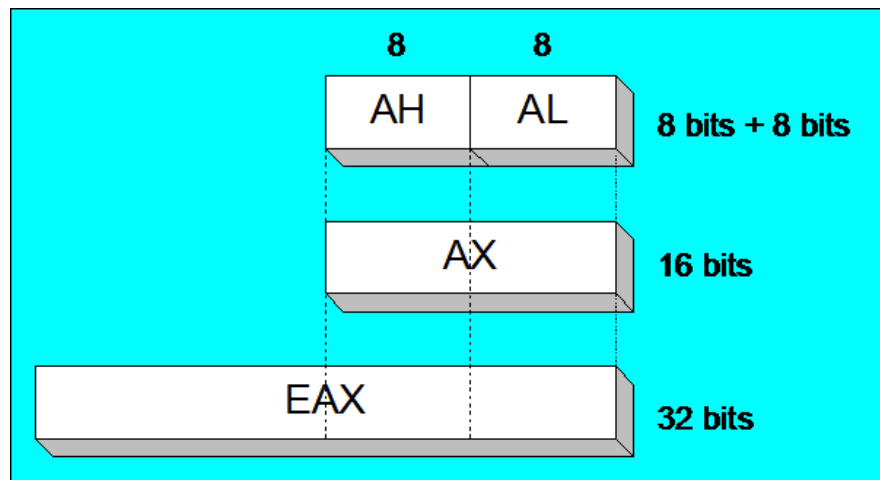 8 8
AH AL
8 bits + 8 bits
AX
16 bits
EAX
32 bits